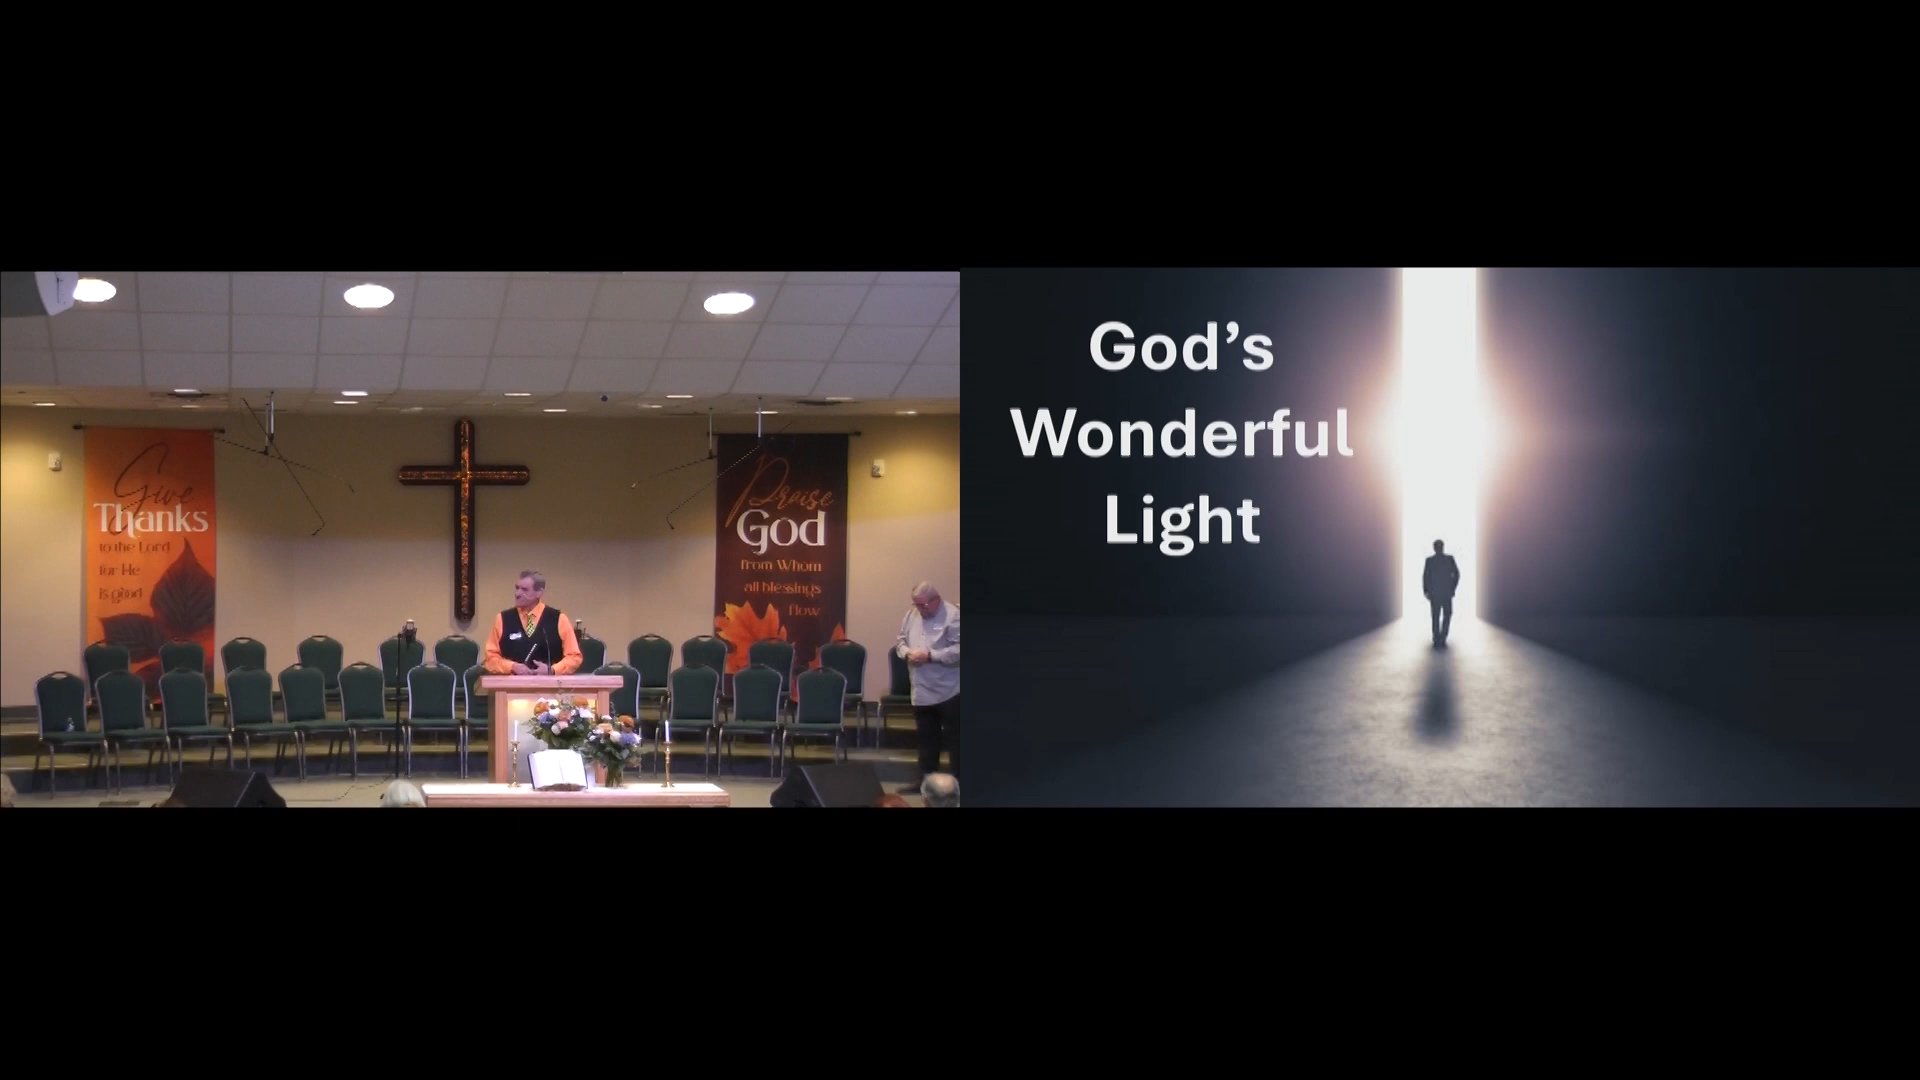 Give
Thanks
to the Lord
for He
is good
Praise
God
from Whom
all blessings
flow
God's
Wonderful
Light